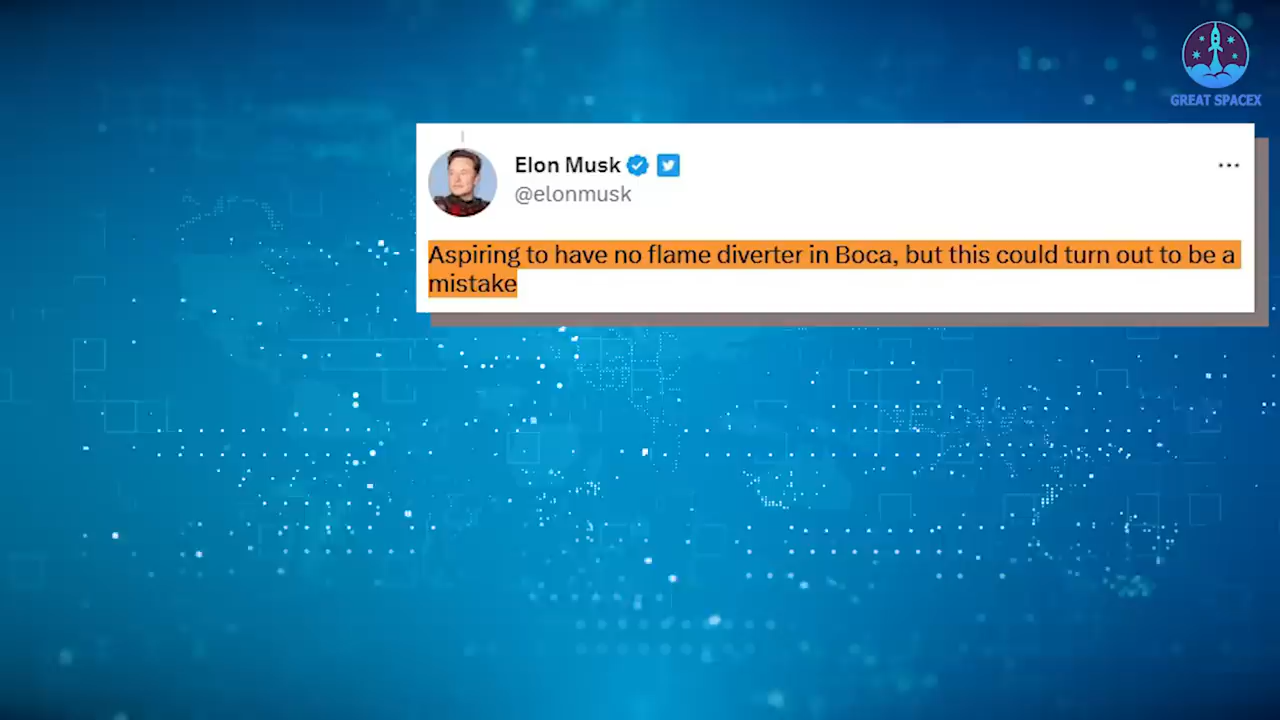 GREAT SPACEX
Elon Musk
@elonmusk
Aspiring to have no flame diverter in Boca, but this could turn out to be a
mistake